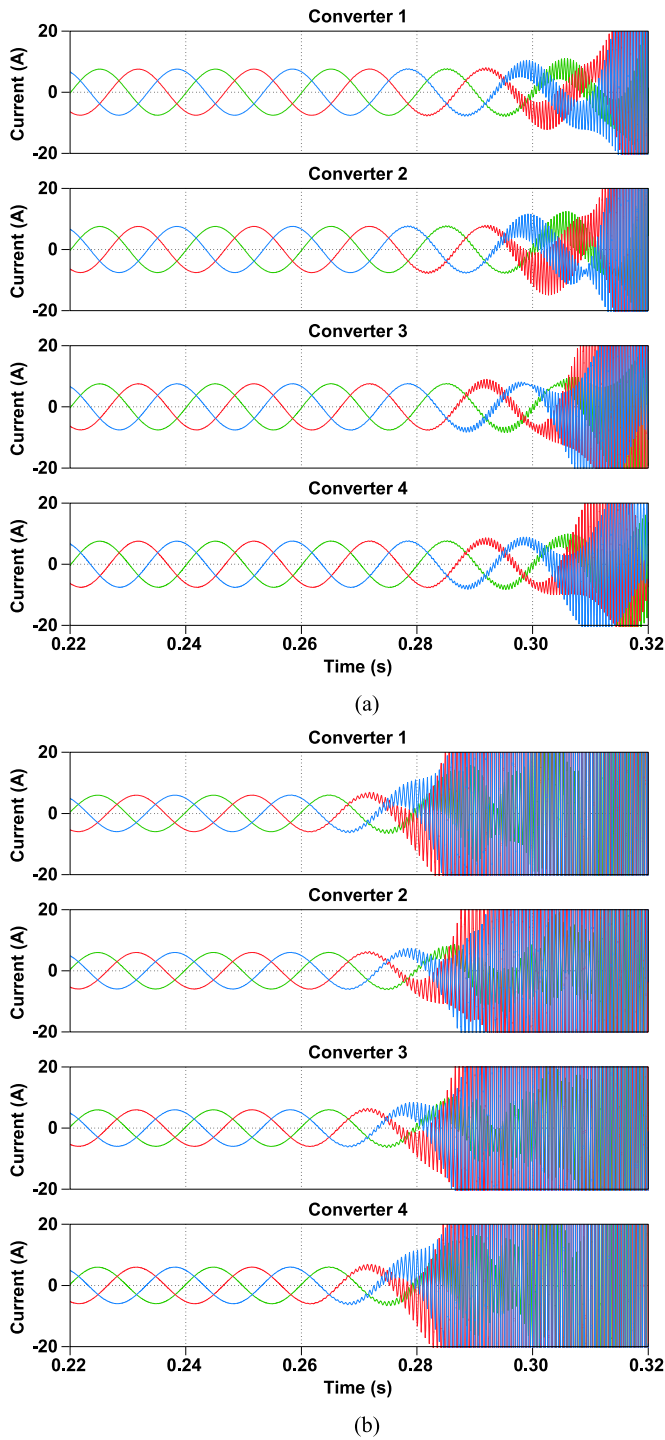 Converter 1
20
0
-20
Current (A)
Converter 2
20
0
-20
Current (A)
Converter 3
20
0
-20
Current (A)
Converter 4
20
0
-20
Current (A)
0.22 0.24 0.26 0.28 0.30 0.32
Time (s)
(a)
Converter 1
20
0
-20
Current (A)
Converter 2
20
0
-20
Current (A)
Converter 3
20
0
-20
Current (A)
Converter 4
20
0
-20
Current (A)
0.22 0.24 0.26 0.28 0.30 0.32
Time (s)
(b)